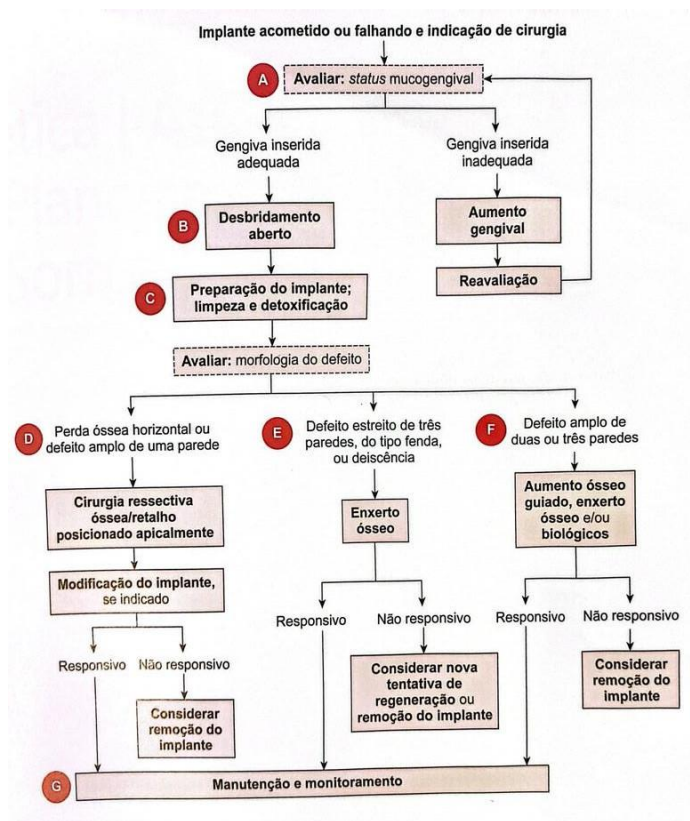 Implante acometido ou falhando e indicação de cirurgia
A
Avaliar: status mucogengival
Gengiva inserida
adequada
Gengiva inserida
inadequada
B
Desbridamento
aberto
Aumento
gengival
C
Preparação do implante;
limpeza e detoxificação
Reavaliação
Avaliar: morfologia do defeito
D
Perda óssea horizontal ou
defeito amplo de uma parede
E
Defeito estreito de três
paredes, do tipo fenda,
ou deiscência
F
Defeito amplo de
duas ou três paredes
Cirurgia ressectiva
óssea/retalho
posicionado apicalmente
Enxerto
ósseo
Aumento ósseo
guiado, enxerto
ósseo e/ou
biológicos
Modificação do implante,
se indicado
Responsivo
Não responsivo
Responsivo
Não responsivo
Responsivo
Não responsivo
Considerar
remoção do
implante
Considerar nova
tentativa de
regeneração ou
remoção do implante
Considerar
remoção do
implante
G
Manutenção e monitoramento